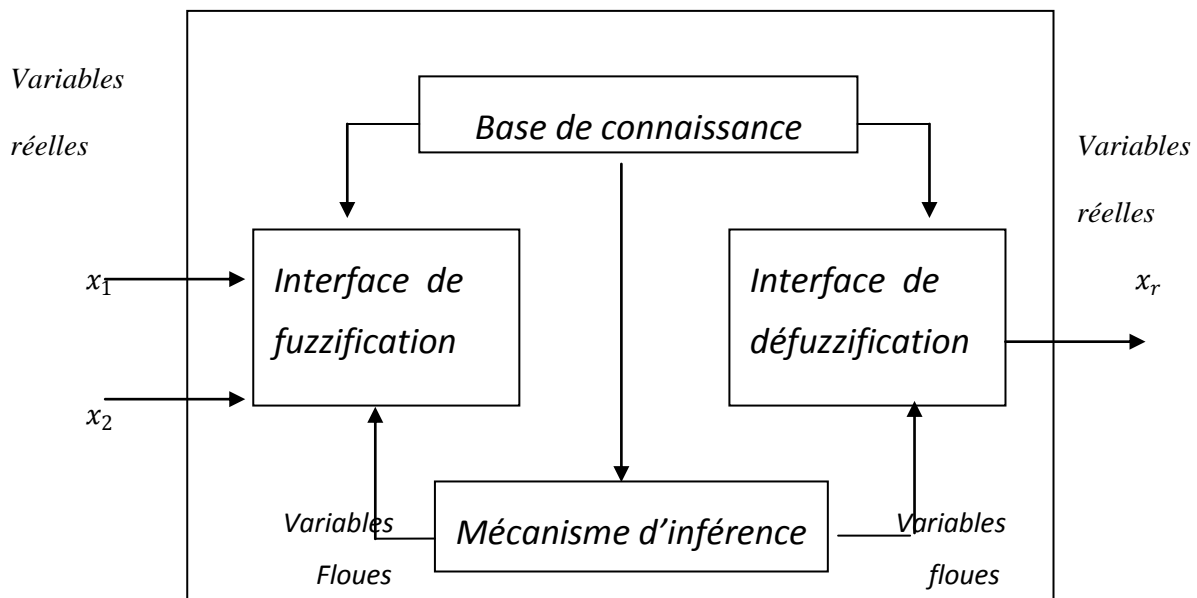 Variables
réelles
Base de connaissance
Variables
réelles
Interface de
fuzzification
Interface de
défuzzification
x₁
x₂
xᵣ
Variables
Floues
Mécanisme d’inférence
Variables
floues